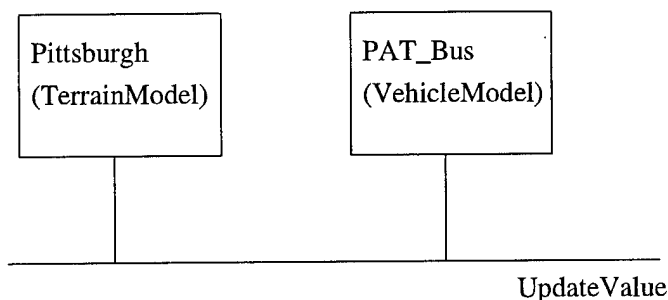 Pittsburgh
(TerrainModel)
PAT_Bus
(VehicleModel)
UpdateValue